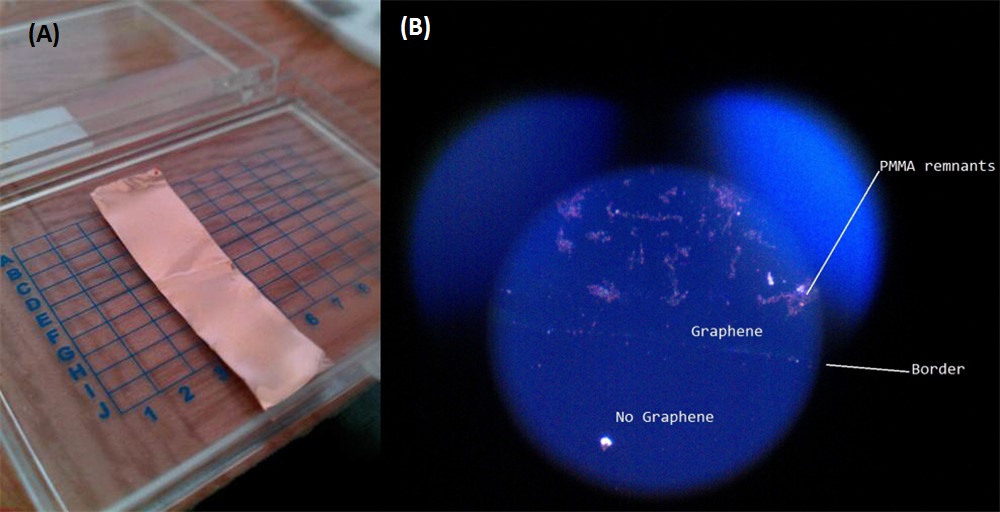 (A)
A
B
C
D
E
F
G
H
I
J
1 2 3 6 7 8
(B)
PMMA remnants
Graphene
Border
No Graphene